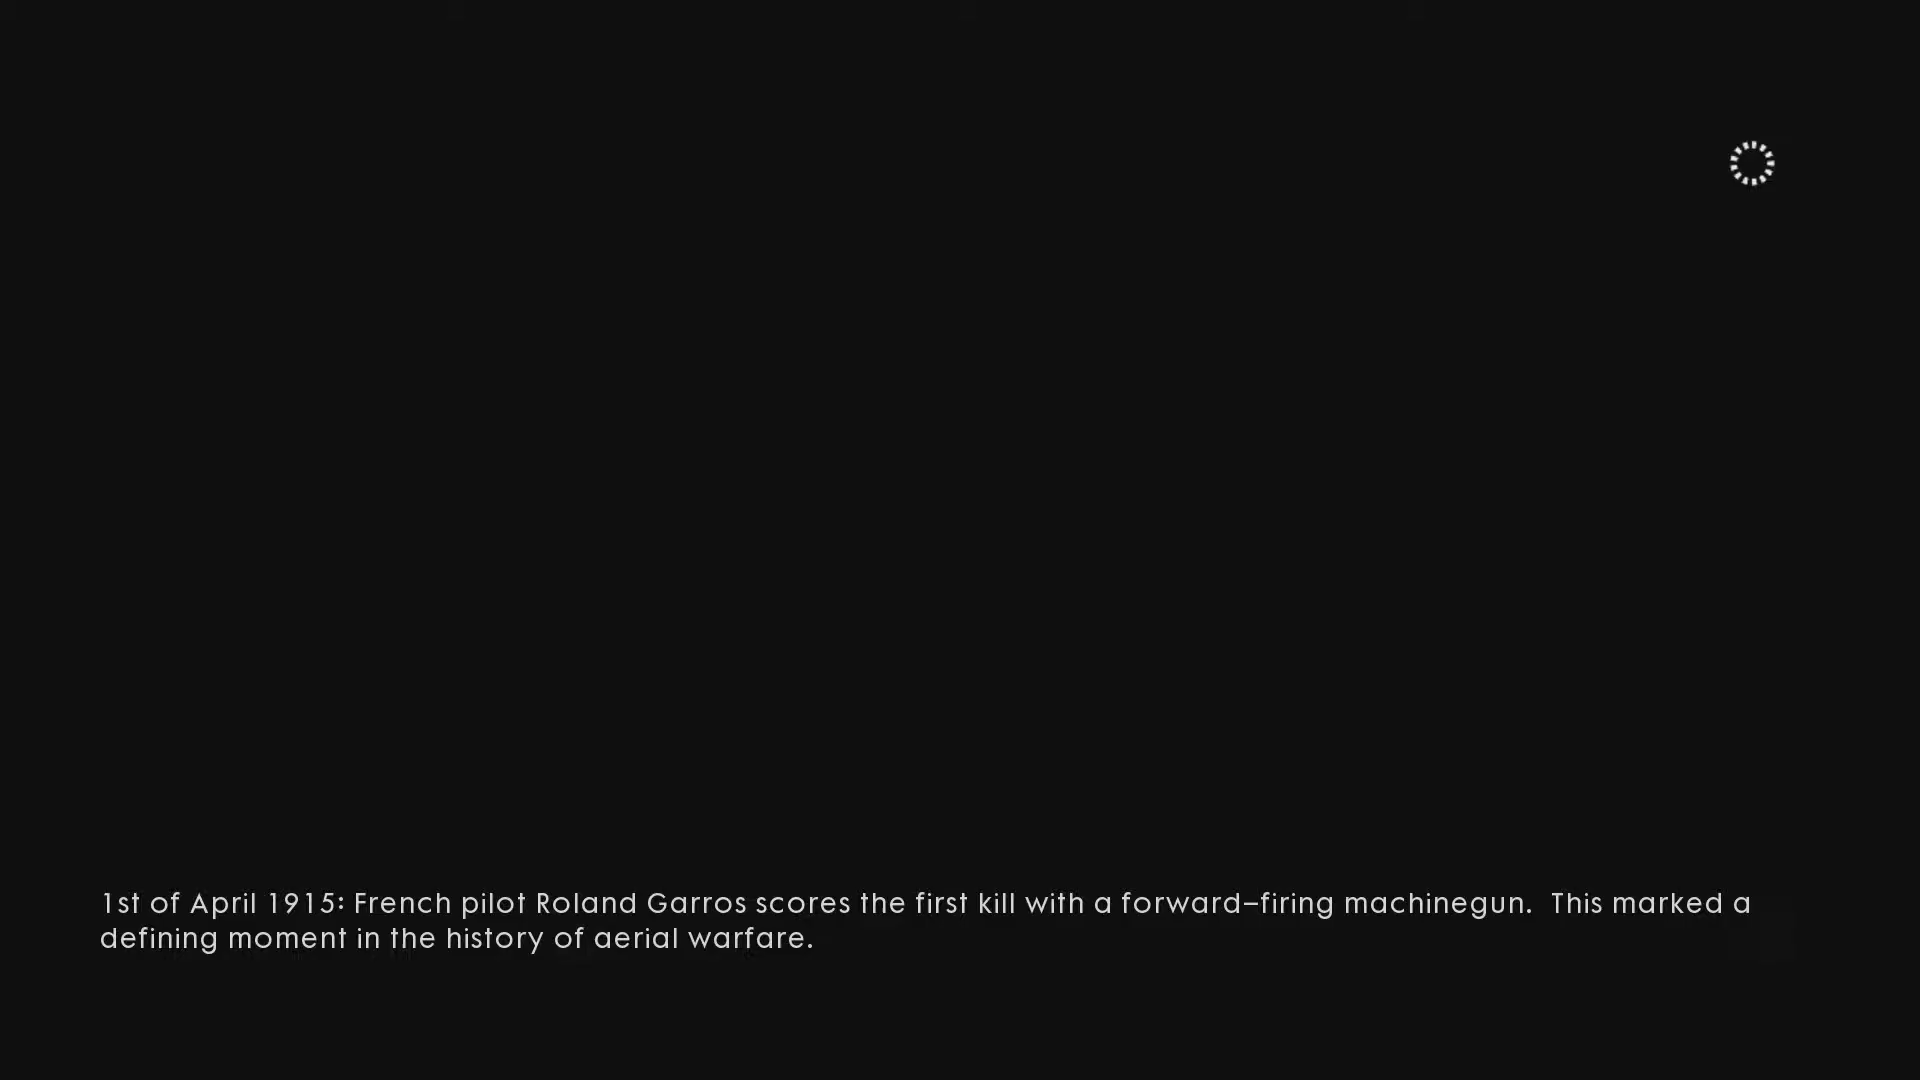 1st of April 1915: French pilot Roland Garros scores the first kill with a forward-firing machinegun.  This marked a
defining moment in the history of aerial warfare.